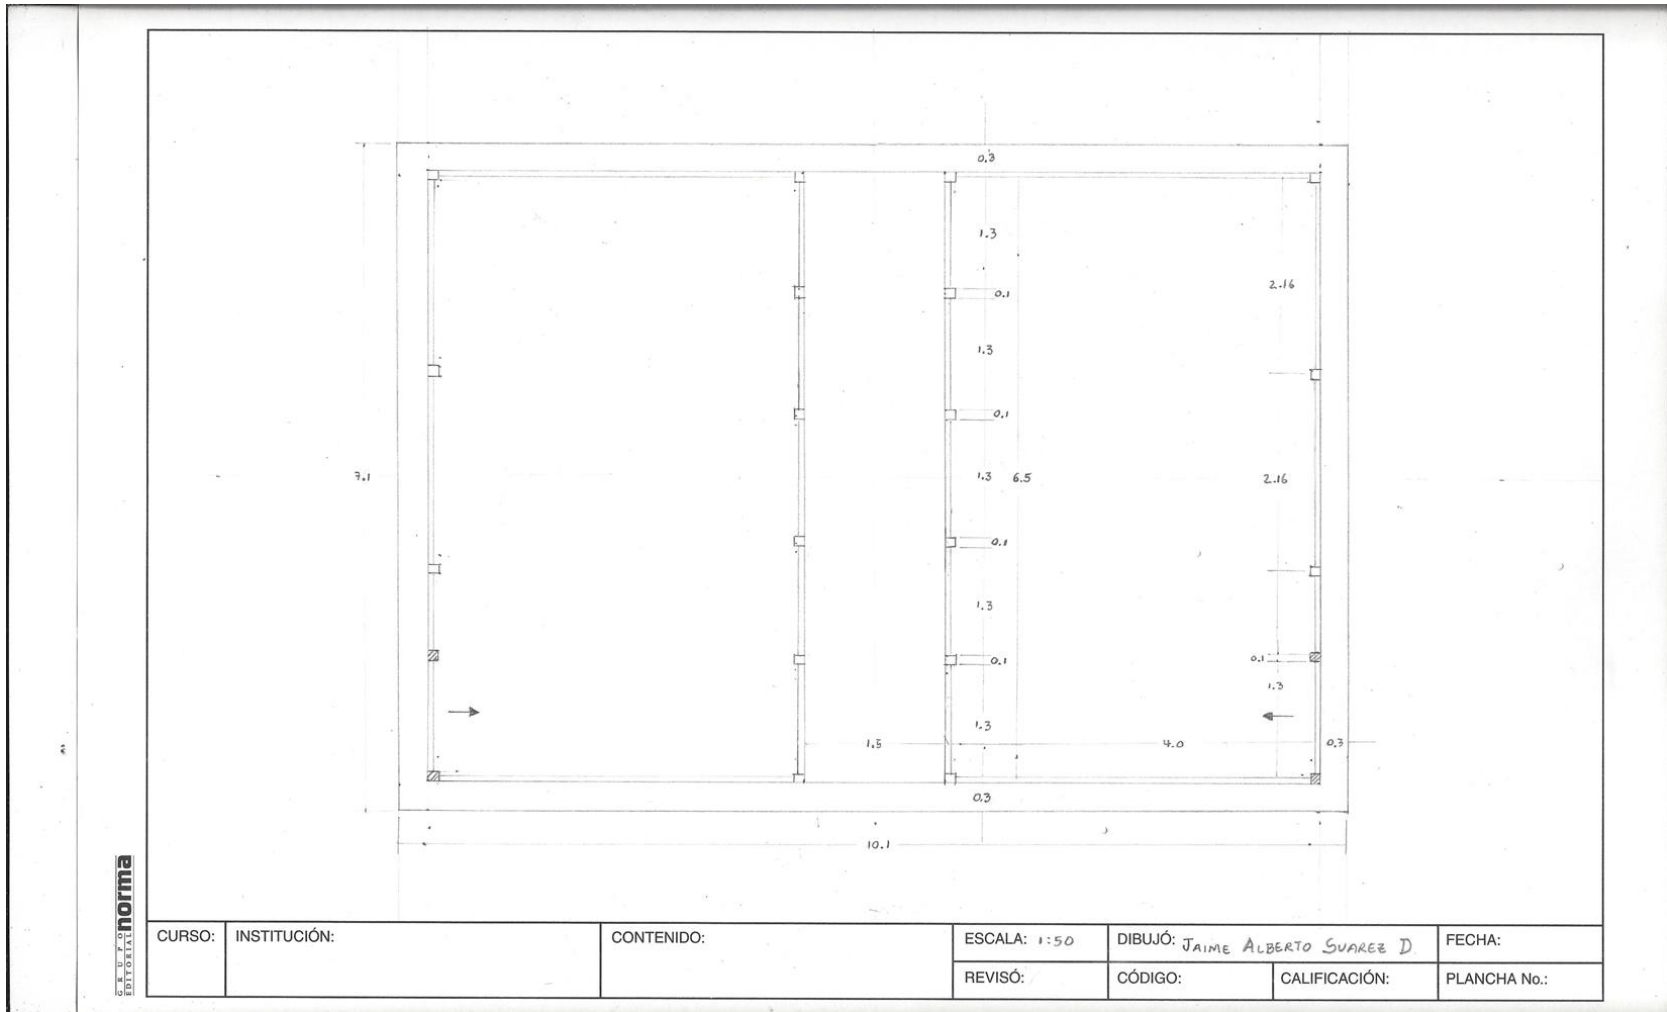 0.3
1.3
2.16
0.1
1.3
0.1
7.1
1.3
6.5
2.16
0.1
1.3
0.1
0.1
1.3
1.3
1.5
4.0
0.3
0.3
10.1
GRUPO EDITORIAL norma
CURSO:
INSTITUCIÓN:
CONTENIDO:
ESCALA: 1:50
DIBUJÓ: JAIME ALBERTO SUAREZ D
FECHA:
REVISÓ:
CÓDIGO:
CALIFICACIÓN:
PLANCHA No.: